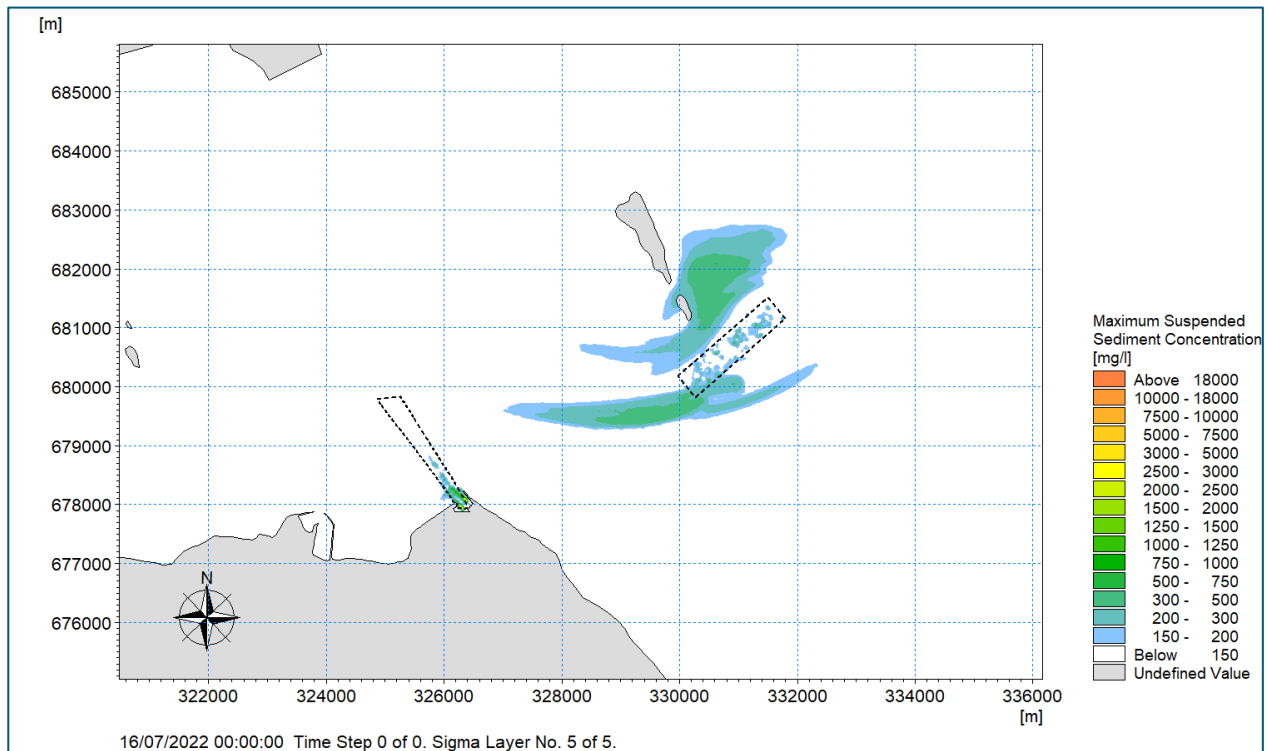 [m]
685000
684000
683000
682000
681000
680000
679000
678000
677000
676000
N
322000 324000 326000 328000 330000 332000 334000 336000
[m]
Maximum Suspended
Sediment Concentration
[mg/l]
Above 18000
10000 - 18000
7500 - 10000
5000 - 7500
3000 - 5000
2500 - 3000
2000 - 2500
1500 - 2000
1250 - 1500
1000 - 1250
750 - 1000
500 - 750
300 - 500
200 - 300
150 - 200
Below 150
Undefined Value
16/07/2022 00:00:00 Time Step 0 of 0. Sigma Layer No. 5 of 5.